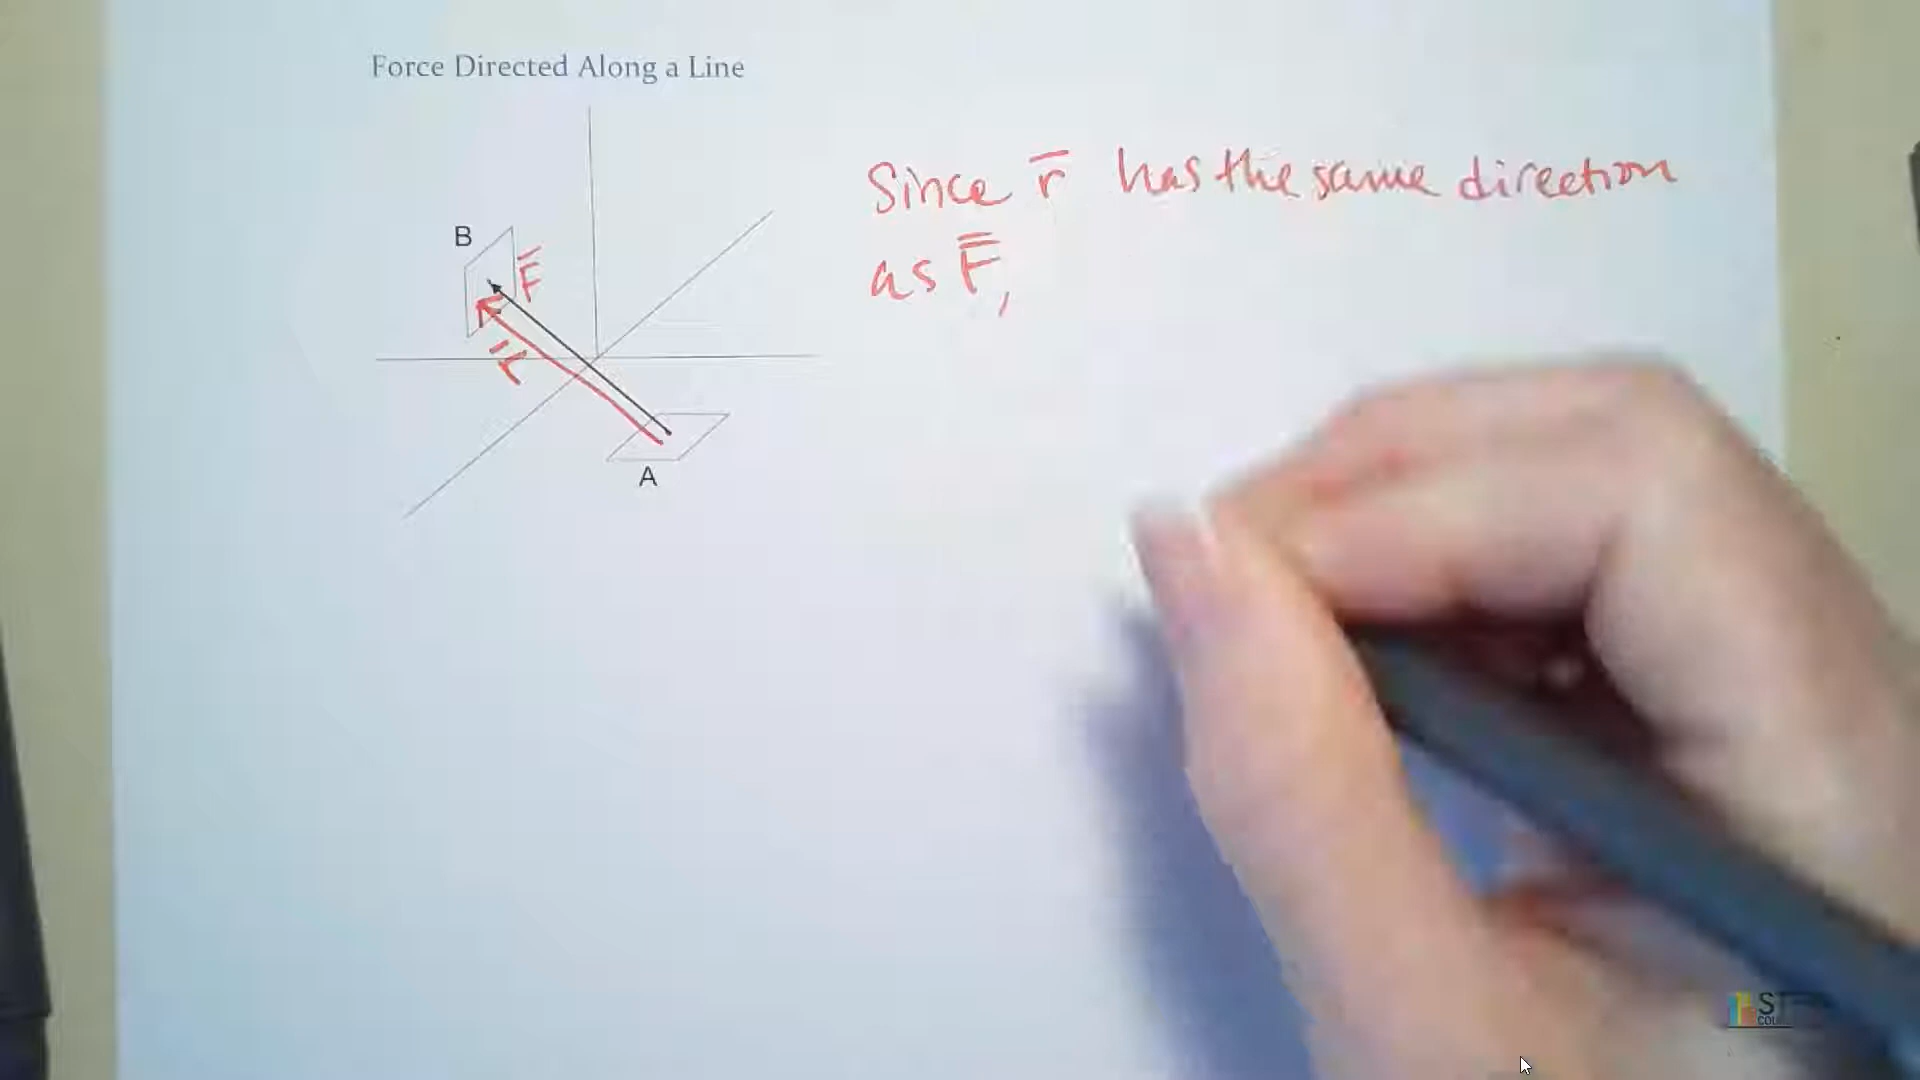 Force Directed Along a Line
Since r̅ has the same direction
as F̿,
B
F̅
r̅
A